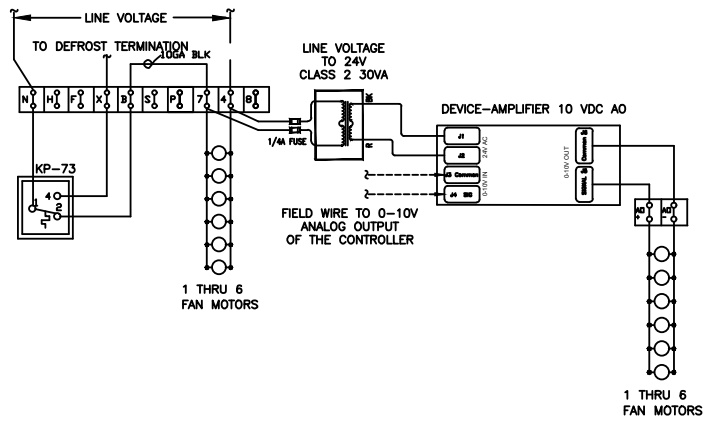 LINE VOLTAGE
TO DEFROST TERMINATION
10GA BLK
LINE VOLTAGE
TO 24V
CLASS 2 30VA
N H F X B S P 7 4 8
BK
R
1/4A FUSE
DEVICE-AMPLIFIER 10 VDC AO
J1
J2
24V AC
J3 Common
J4 SIG
0-10V IN
0-10V OUT
Common
SIGNAL
KP-73
4
1
2
FIELD WIRE TO 0-10V
ANALOG OUTPUT
OF THE CONTROLLER
AO
+
AO
-
1 THRU 6
FAN MOTORS
1 THRU 6
FAN MOTORS